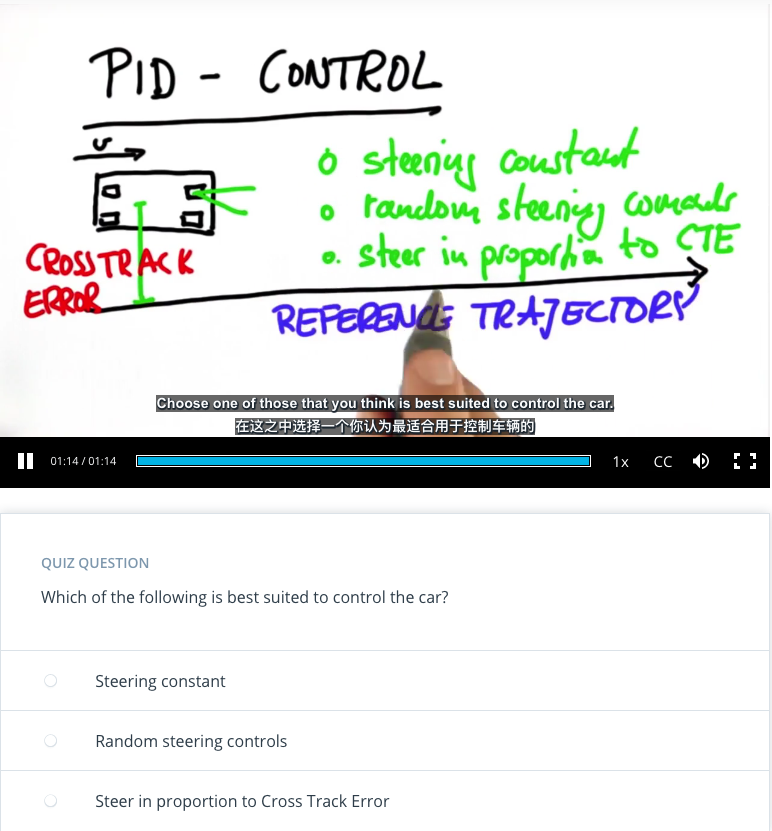 PID - CONTROL
v
o steering constant
o random steering comands
o. steer in proportion to CTE
CROSSTRACK
ERROR
REFERENCE TRAJECTORY
Choose one of those that you think is best suited to control the car.
在这之中选择一个你认为最适合用于控制车辆的
01:14 / 01:14 1x CC
QUIZ QUESTION
Which of the following is best suited to control the car?
Steering constant
Random steering controls
Steer in proportion to Cross Track Error